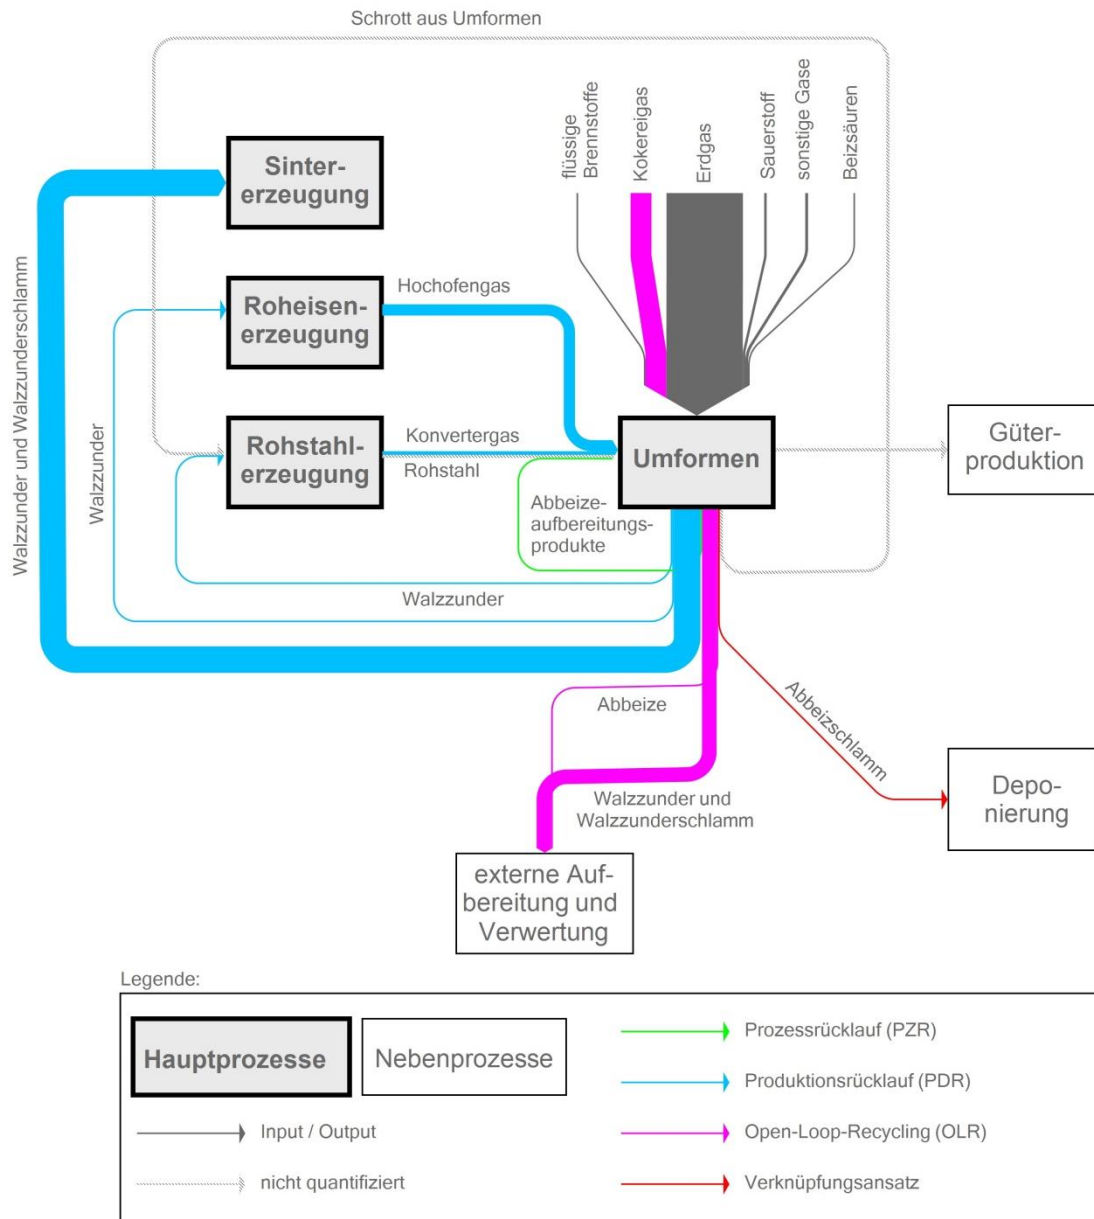 Schrott aus Umformen
flüssige
Brennstoffe
Kokereigas
Erdgas
Sauerstoff
sonstige Gase
Beizsäuren
Walzzunder und Walzzunderschlamm
Sinter-
erzeugung
Roheisen-
erzeugung
Hochofengas
Walzzunder
Rohstahl-
erzeugung
Konvertergas
Rohstahl
Umformen
Güter-
produktion
Abbeize-
aufbereitungs-
produkte
Walzzunder
Abbeize
Abbeizschlamm
Walzzunder und
Walzzunderschlamm
Depo-
nierung
externe Auf-
bereitung und
Verwertung
Legende:
Hauptprozesse
Nebenprozesse
Input / Output
nicht quantifiziert
Prozessrücklauf (PZR)
Produktionsrücklauf (PDR)
Open-Loop-Recycling (OLR)
Verknüpfungsansatz